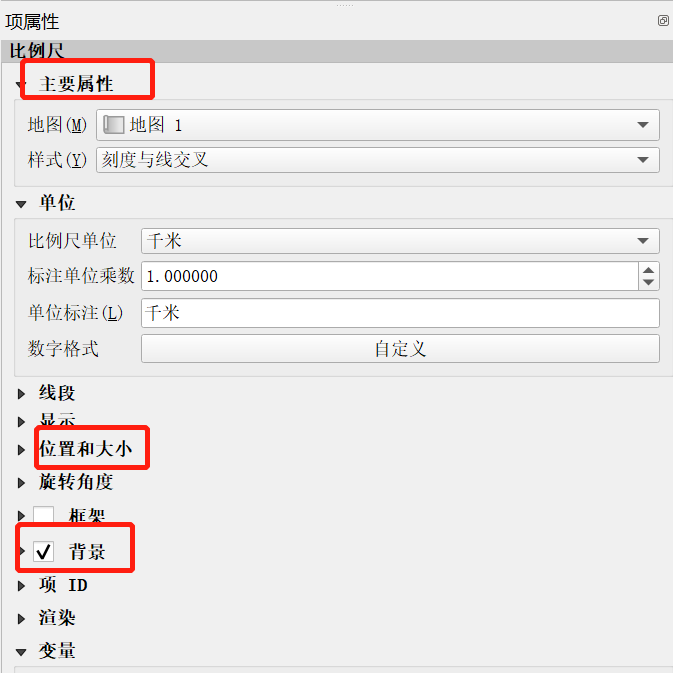 项属性
比例尺
主要属性
地图(M) 地图 1
样式(Y) 刻度与线交叉
单位
比例尺单位 千米
标注单位乘数 1.000000
单位标注(L) 千米
数字格式 自定义
线段
显示
位置和大小
旋转角度
框架
背景
项 ID
渲染
变量